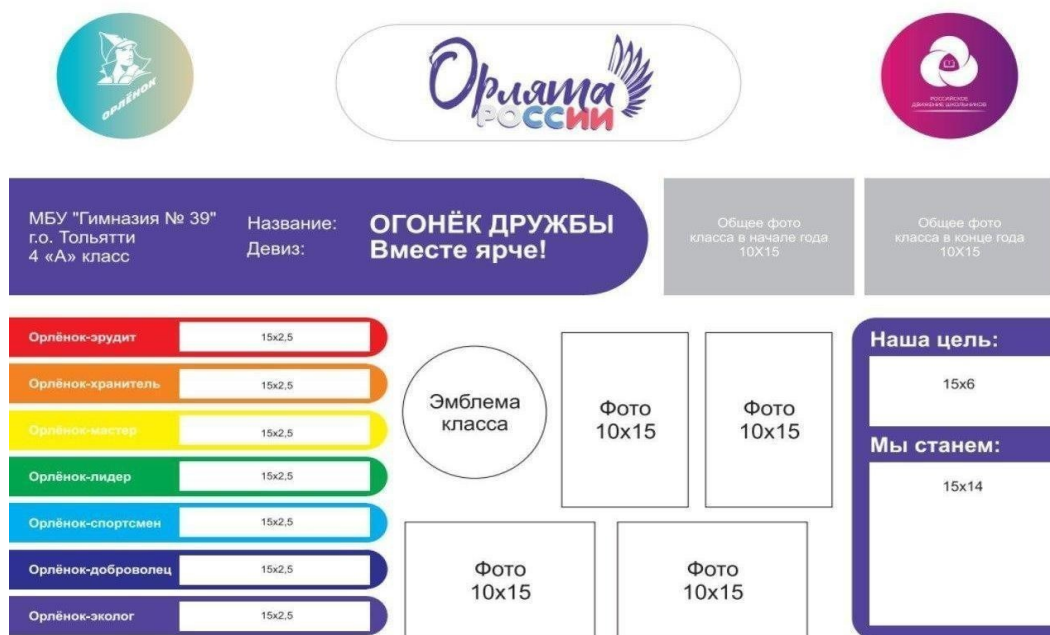 ОРЛЁНОК
Орлята
РОССИИ
РОССИЙСКОЕ
ДВИЖЕНИЕ ШКОЛЬНИКОВ
МБУ "Гимназия № 39"
г.о. Тольятти
4 «А» класс
Название:
Девиз:
ОГОНЁК ДРУЖБЫ
Вместе ярче!
Общее фото
класса в начале года
10Х15
Общее фото
класса в конце года
10Х15
Орлёнок-эрудит
15х2,5
Орлёнок-хранитель
15х2,5
Орлёнок-мастер
15х2,5
Орлёнок-лидер
15х2,5
Орлёнок-спортсмен
15х2,5
Орлёнок-доброволец
15х2,5
Орлёнок-эколог
15х2,5
Эмблема
класса
Фото
10х15
Фото
10х15
Фото
10х15
Фото
10х15
Наша цель:
15х6
Мы станем:
15х14